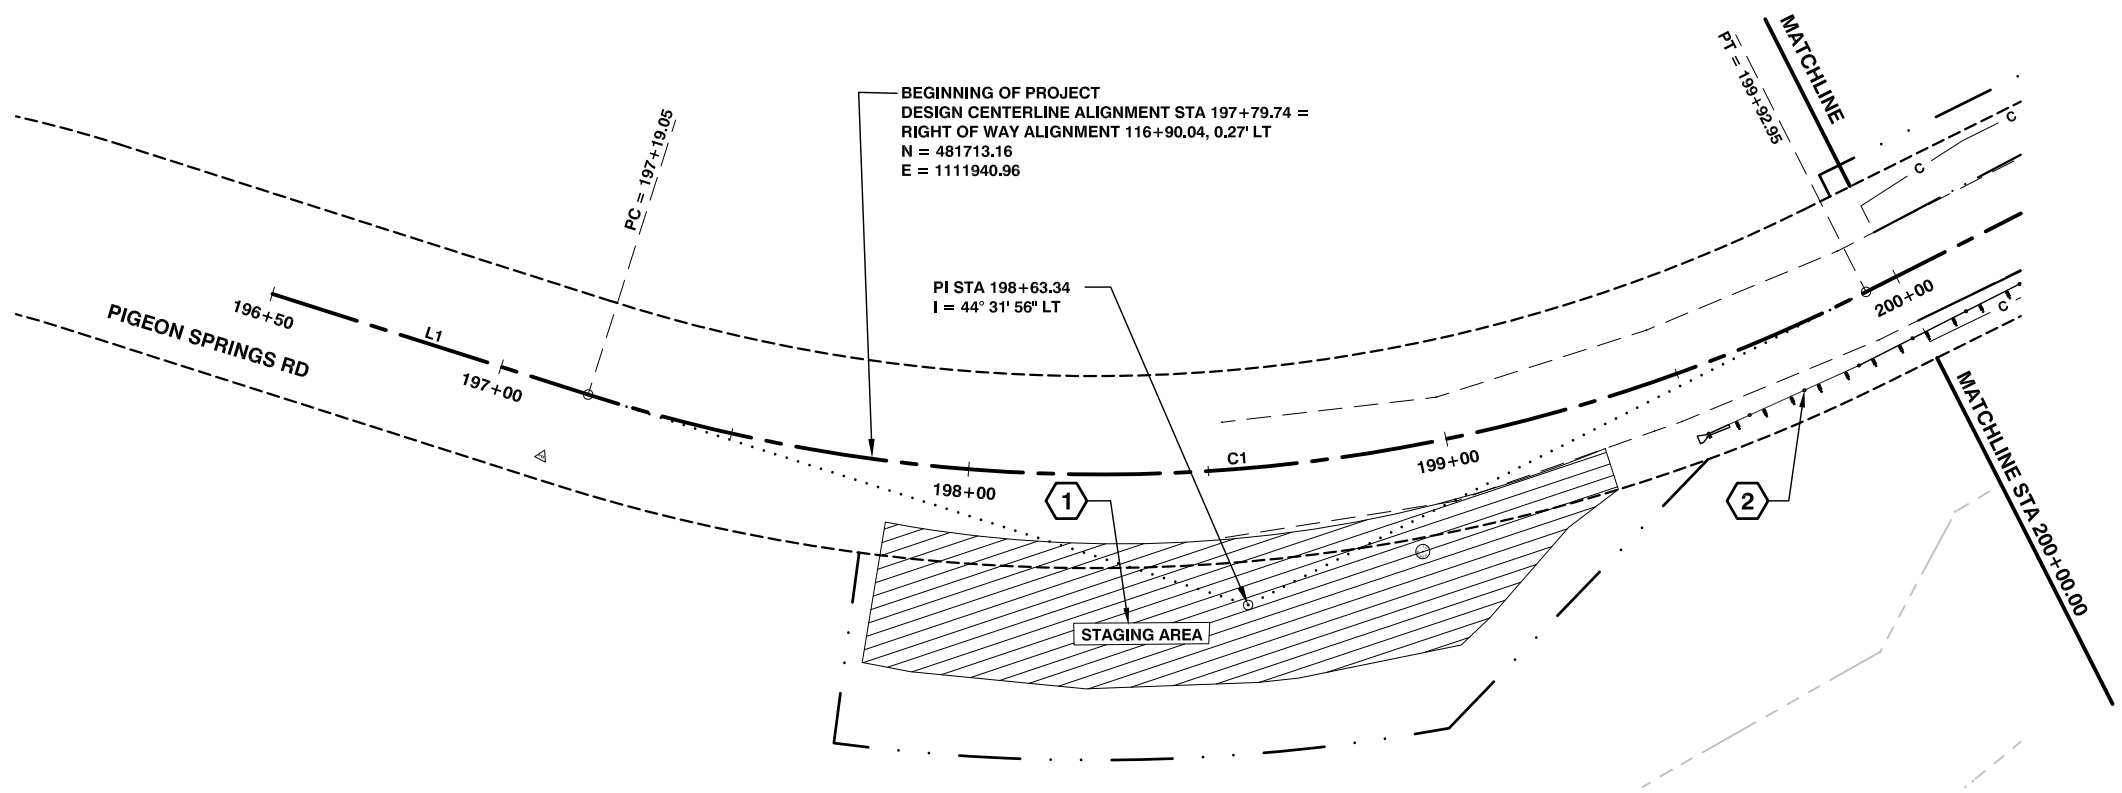 BEGINNING OF PROJECT
DESIGN CENTERLINE ALIGNMENT STA 197+79.74 =
RIGHT OF WAY ALIGNMENT 116+90.04, 0.27' LT
N = 481713.16
E = 1111940.96
PC = 197+19.05
PT = 199+92.95
MATCHLINE
C
C
PI STA 198+63.34
I = 44° 31' 56" LT
196+50
PIGEON SPRINGS RD
L1
197+00
198+00
C1
199+00
200+00
C
1
2
STAGING AREA
MATCHLINE STA 200+00.00